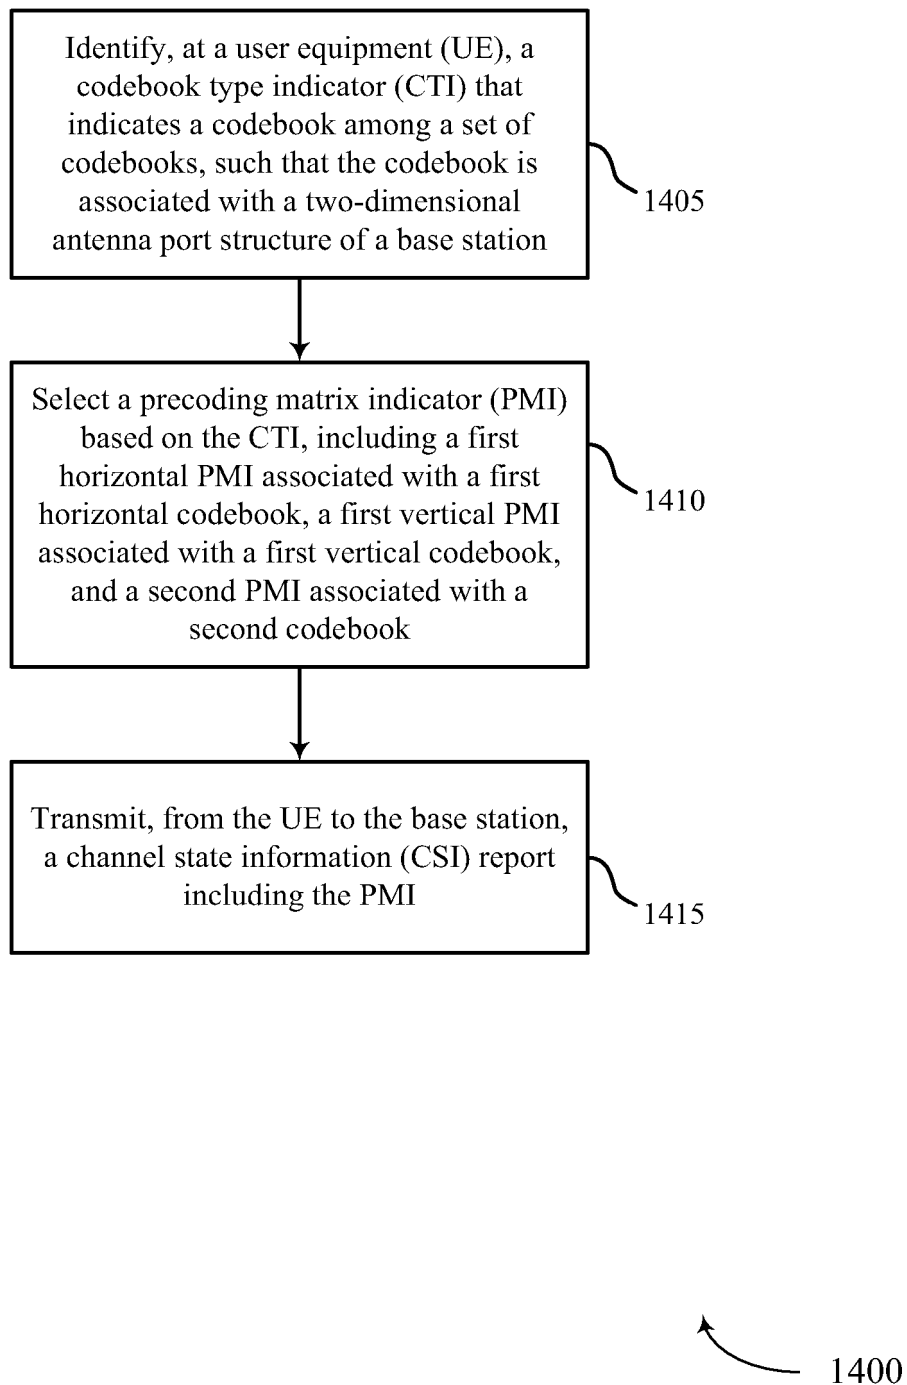 Identify, at a user equipment (UE), a
codebook type indicator (CTI) that
indicates a codebook among a set of
codebooks, such that the codebook is
associated with a two-dimensional
antenna port structure of a base station
1405
Select a precoding matrix indicator (PMI)
based on the CTI, including a first
horizontal PMI associated with a first
horizontal codebook, a first vertical PMI
associated with a first vertical codebook,
and a second PMI associated with a
second codebook
1410
Transmit, from the UE to the base station,
a channel state information (CSI) report
including the PMI
1415
1400